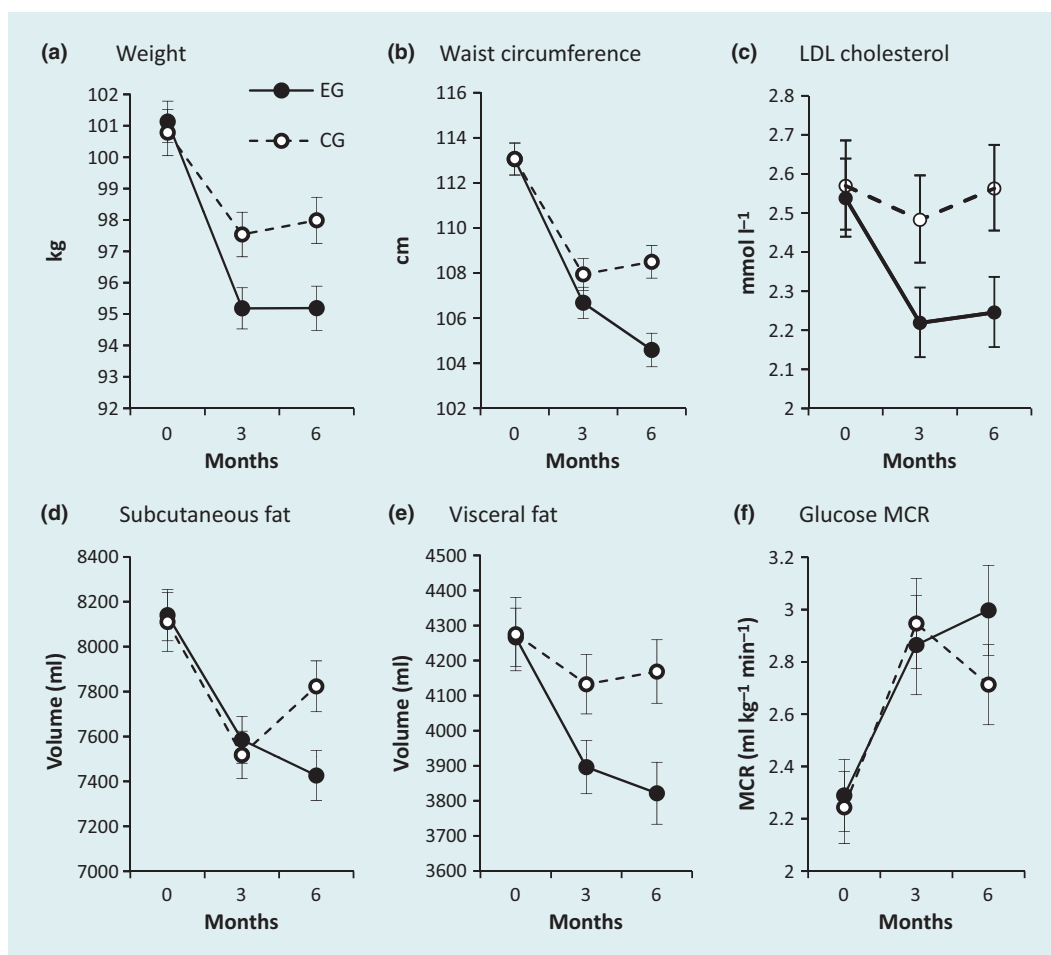 (a) Weight
EG
CG
102
101
100
99
98
97
96
95
94
93
92
kg
0 3 6
Months
(b) Waist circumference
116
114
112
110
108
106
104
102
cm
0 3 6
Months
(c) LDL cholesterol
2.8
2.7
2.6
2.5
2.4
2.3
2.2
2.1
2
mmol l⁻¹
0 3 6
Months
(d) Subcutaneous fat
8400
8200
8000
7800
7600
7400
7200
7000
Volume (ml)
0 3 6
Months
(e) Visceral fat
4500
4400
4300
4200
4100
4000
3900
3800
3700
3600
Volume (ml)
0 3 6
Months
(f) Glucose MCR
3.2
3
2.8
2.6
2.4
2.2
2
MCR (ml kg⁻¹ min⁻¹)
0 3 6
Months